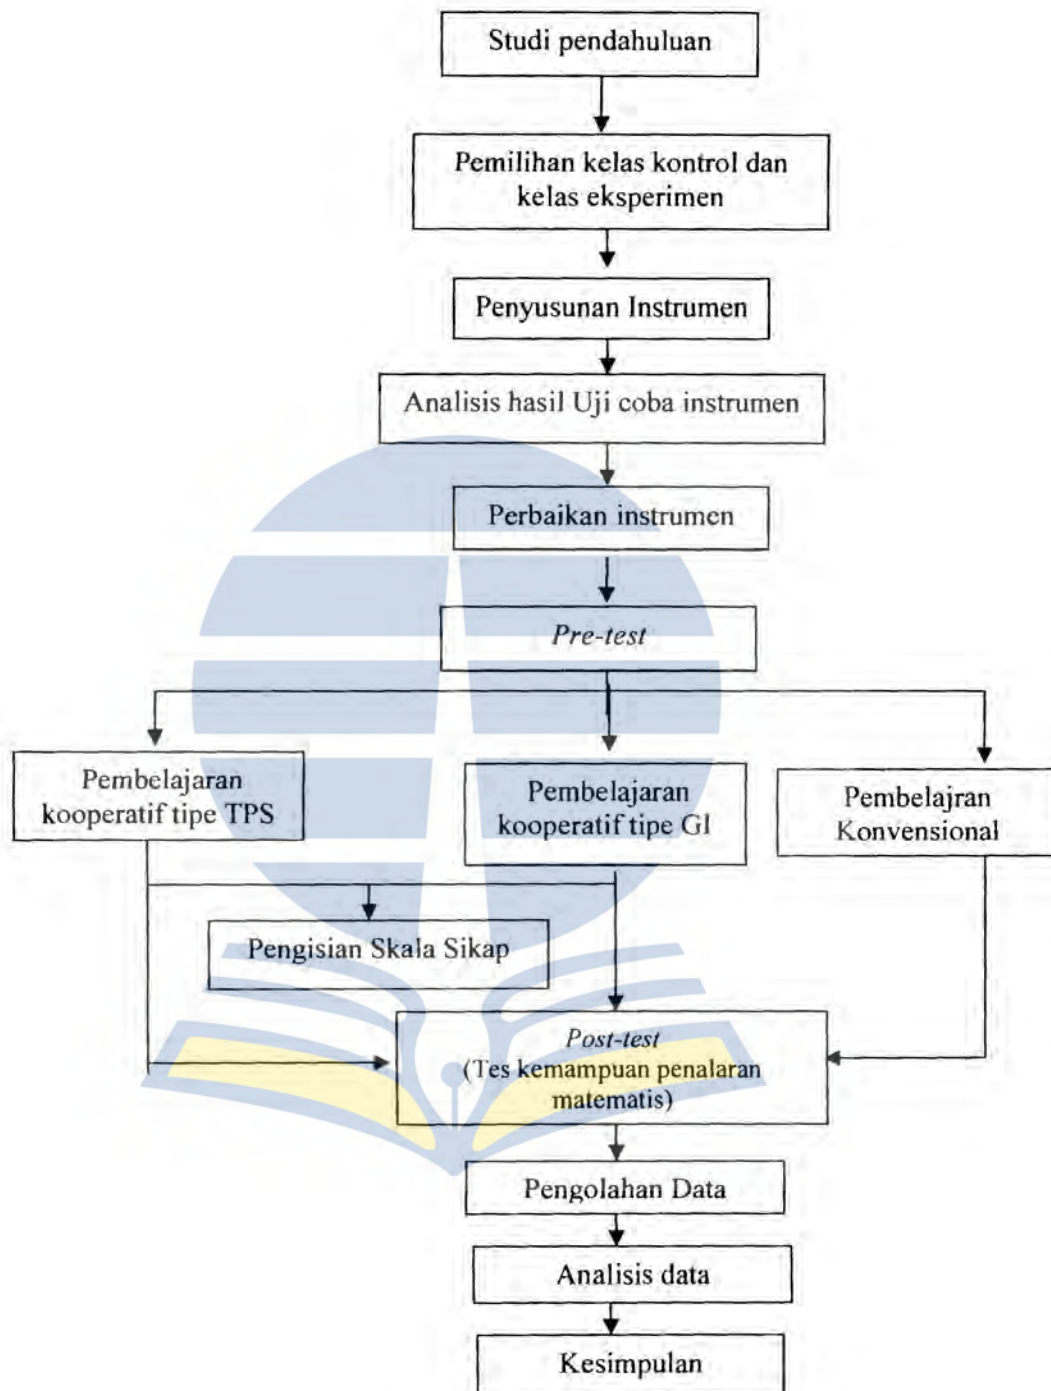 Studi pendahuluan
Pemilihan kelas kontrol dan
kelas eksperimen
Penyusunan Instrumen
Analisis hasil Uji coba instrumen
Perbaikan instrumen
Pre-test
Pembelajaran
kooperatif tipe TPS
Pembelajaran
kooperatif tipe GI
Pembelajran
Konvensional
Pengisian Skala Sikap
Post-test
(Tes kemampuan penalaran
matematis)
Pengolahan Data
Analisis data
Kesimpulan